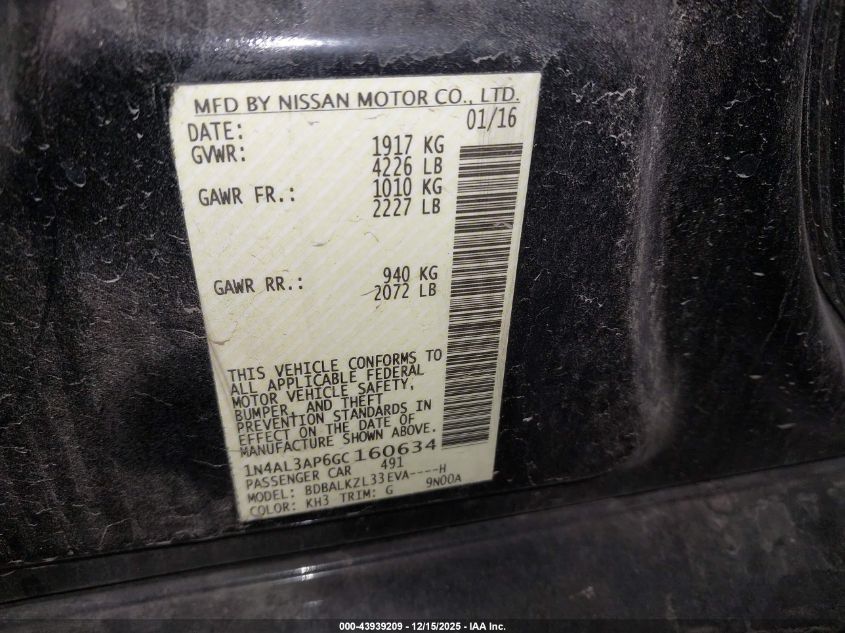 MFD BY NISSAN MOTOR CO., LTD.
DATE: 01/16
GVWR: 1917 KG
4226 LB
GAWR FR.: 1010 KG
2227 LB
GAWR RR.: 940 KG
2072 LB
THIS VEHICLE CONFORMS TO
ALL APPLICABLE FEDERAL
MOTOR VEHICLE SAFETY,
BUMPER, AND THEFT
PREVENTION STANDARDS IN
EFFECT ON THE DATE OF
MANUFACTURE SHOWN ABOVE.
1N4AL3AP6GC160634
PASSENGER CAR 491
MODEL: BDBALKZL33EVA----H
COLOR: KH3 TRIM: G 9N00A
000-43939209 - 12/15/2025 - IAA Inc.